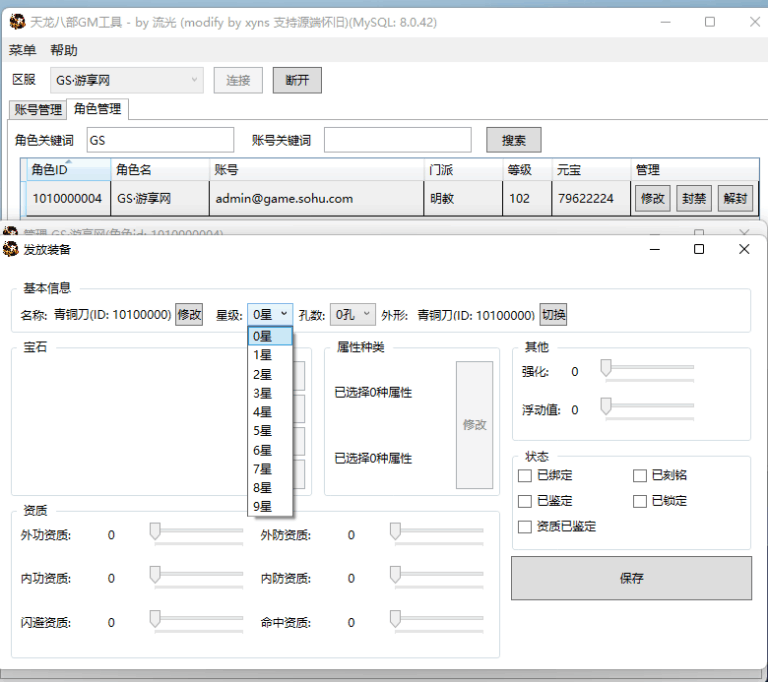 天龙八部GM工具 - by 流光 (modify by xyns 支持源端怀旧)(MySQL: 8.0.42)
菜单 帮助
区服 GS·游享网 连接 断开
账号管理 角色管理
角色关键词 GS 账号关键词 搜索
角色ID 角色名 账号 门派 等级 元宝 管理
1010000004 GS·游享网 admin@game.sohu.com 明教 102 79622224 修改 封禁 解封
管理 GS·游享网(角色id: 1010000004)
发放装备
基本信息
名称: 青铜刀(ID: 10100000) 修改 星级: 0星 孔数: 0孔 外形: 青铜刀(ID: 10100000) 切换
0星
1星
2星
3星
4星
5星
6星
7星
8星
9星
宝石
属性种类
已选择0种属性
已选择0种属性
修改
其他
强化: 0
浮动值: 0
状态
已绑定 已刻铭
已鉴定 已锁定
资质已鉴定
资质
外功资质: 0 外防资质: 0
内功资质: 0 内防资质: 0
闪避资质: 0 命中资质: 0
保存